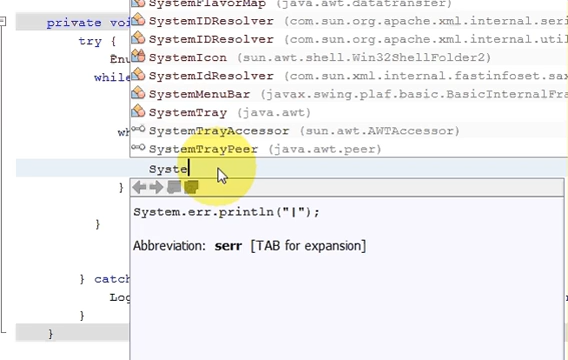 SystemFlavorMap (java.awt.datatransfer)
private voi SystemIDResolver (com.sun.org.apache.xml.internal.seri
try { SystemIDResolver (com.sun.org.apache.xml.internal.util
Enu SystemIcon (sun.awt.shell.Win32ShellFolder2)
while SystemIdResolver (com.sun.xml.internal.fastinfoset.sax
SystemMenuBar (javax.swing.plaf.basic.BasicInternalFra
SystemTray (java.awt)
wh SystemTrayAccessor (sun.awt.AWTAccessor)
SystemTrayPeer (java.awt.peer)
Syste
}
System.err.println("|");
}
Abbreviation: serr [TAB for expansion]
} catch
Log
}
}